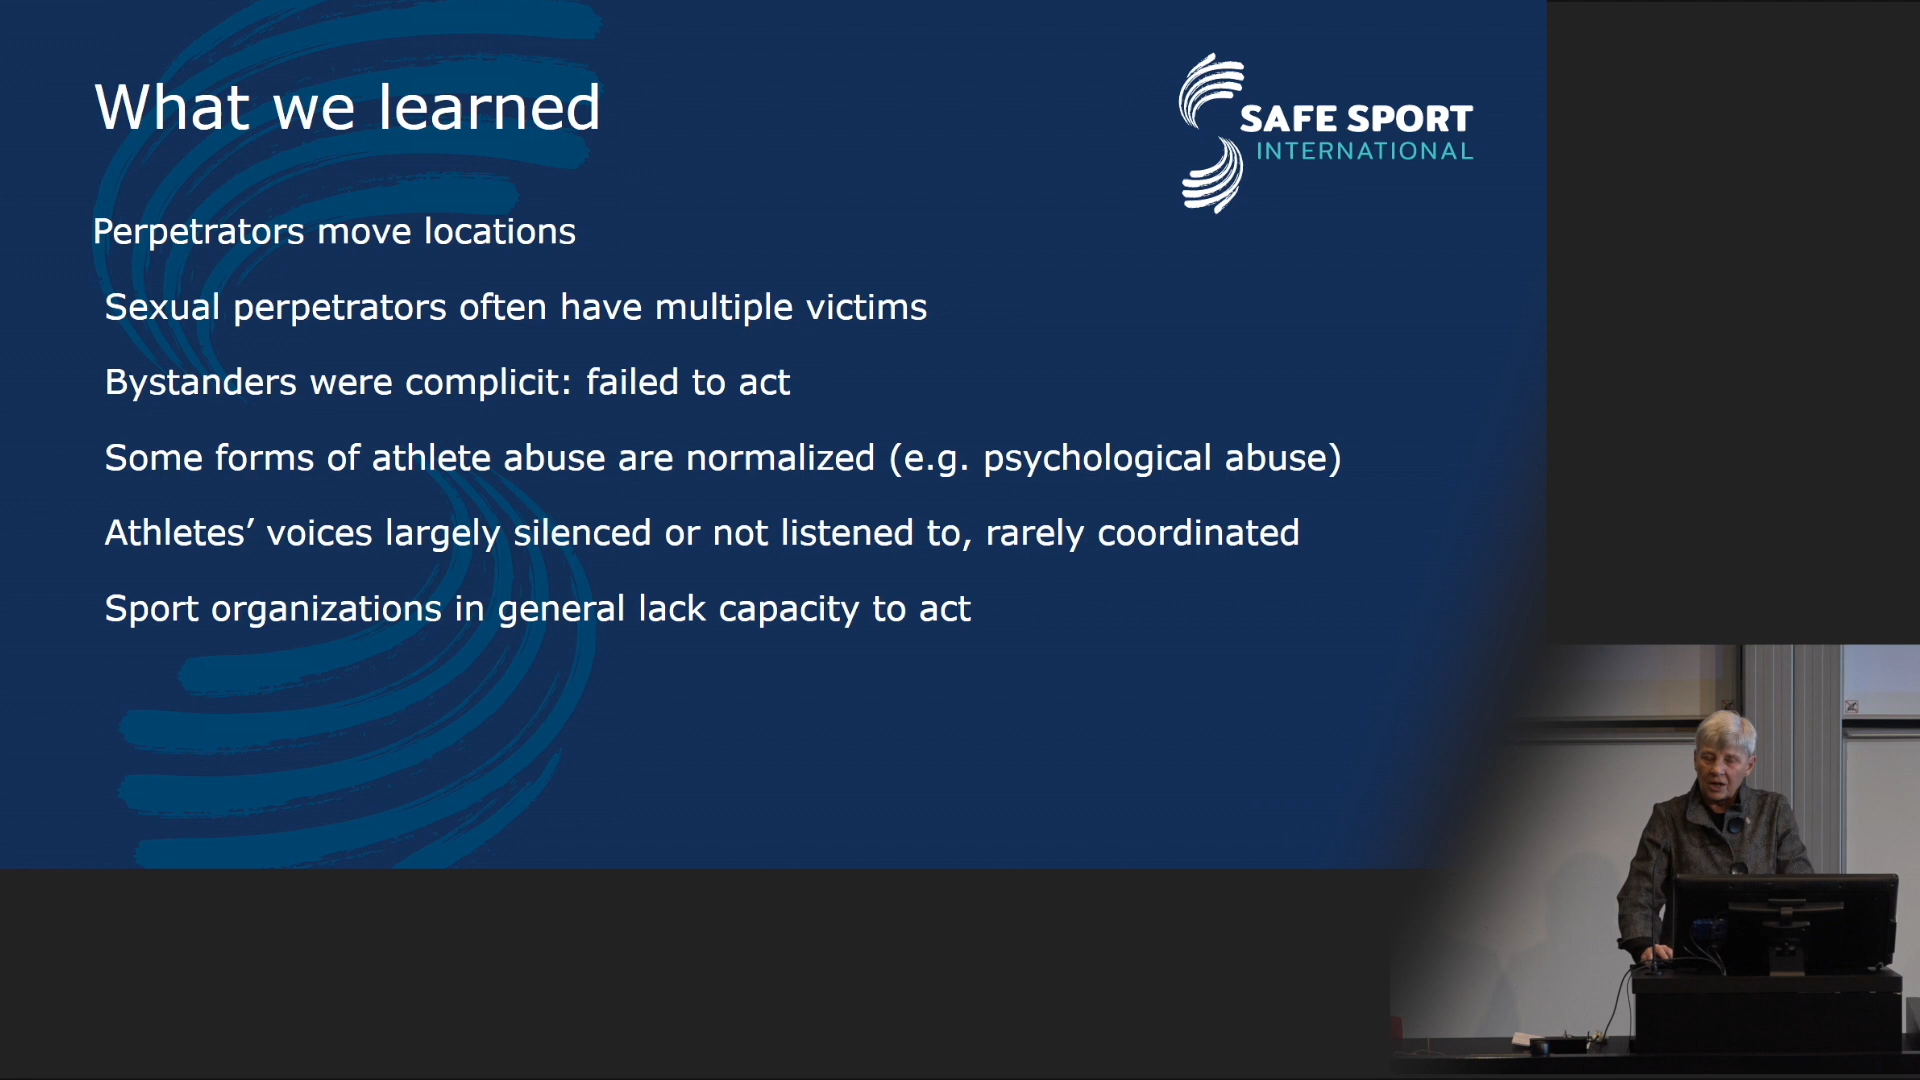 What we learned
SAFE SPORT
INTERNATIONAL
Perpetrators move locations
Sexual perpetrators often have multiple victims
Bystanders were complicit: failed to act
Some forms of athlete abuse are normalized (e.g. psychological abuse)
Athletes’ voices largely silenced or not listened to, rarely coordinated
Sport organizations in general lack capacity to act